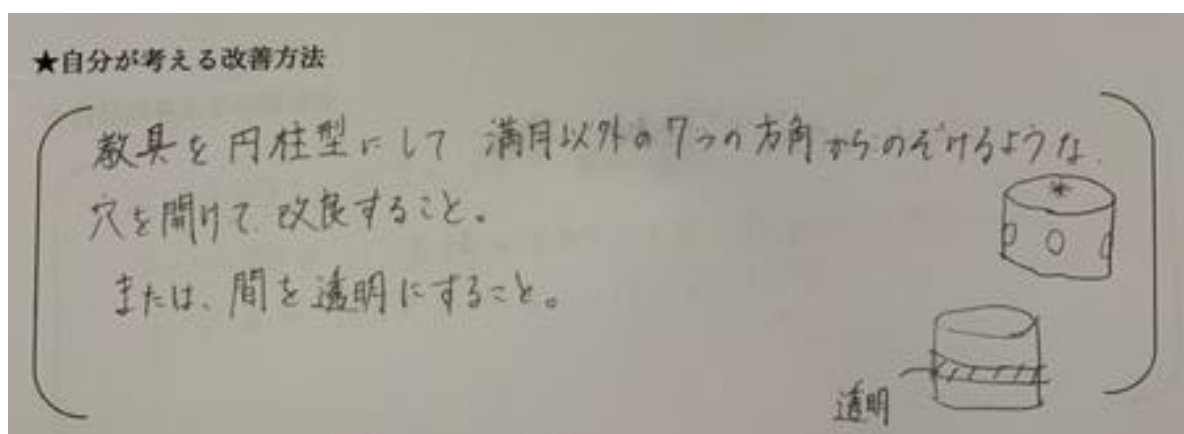 ★自分が考える改善方法
教具を円柱型にして満月以外の7つの方角からのぞけるような
穴を開けて改良すること。
または、間を透明にすること。
透明